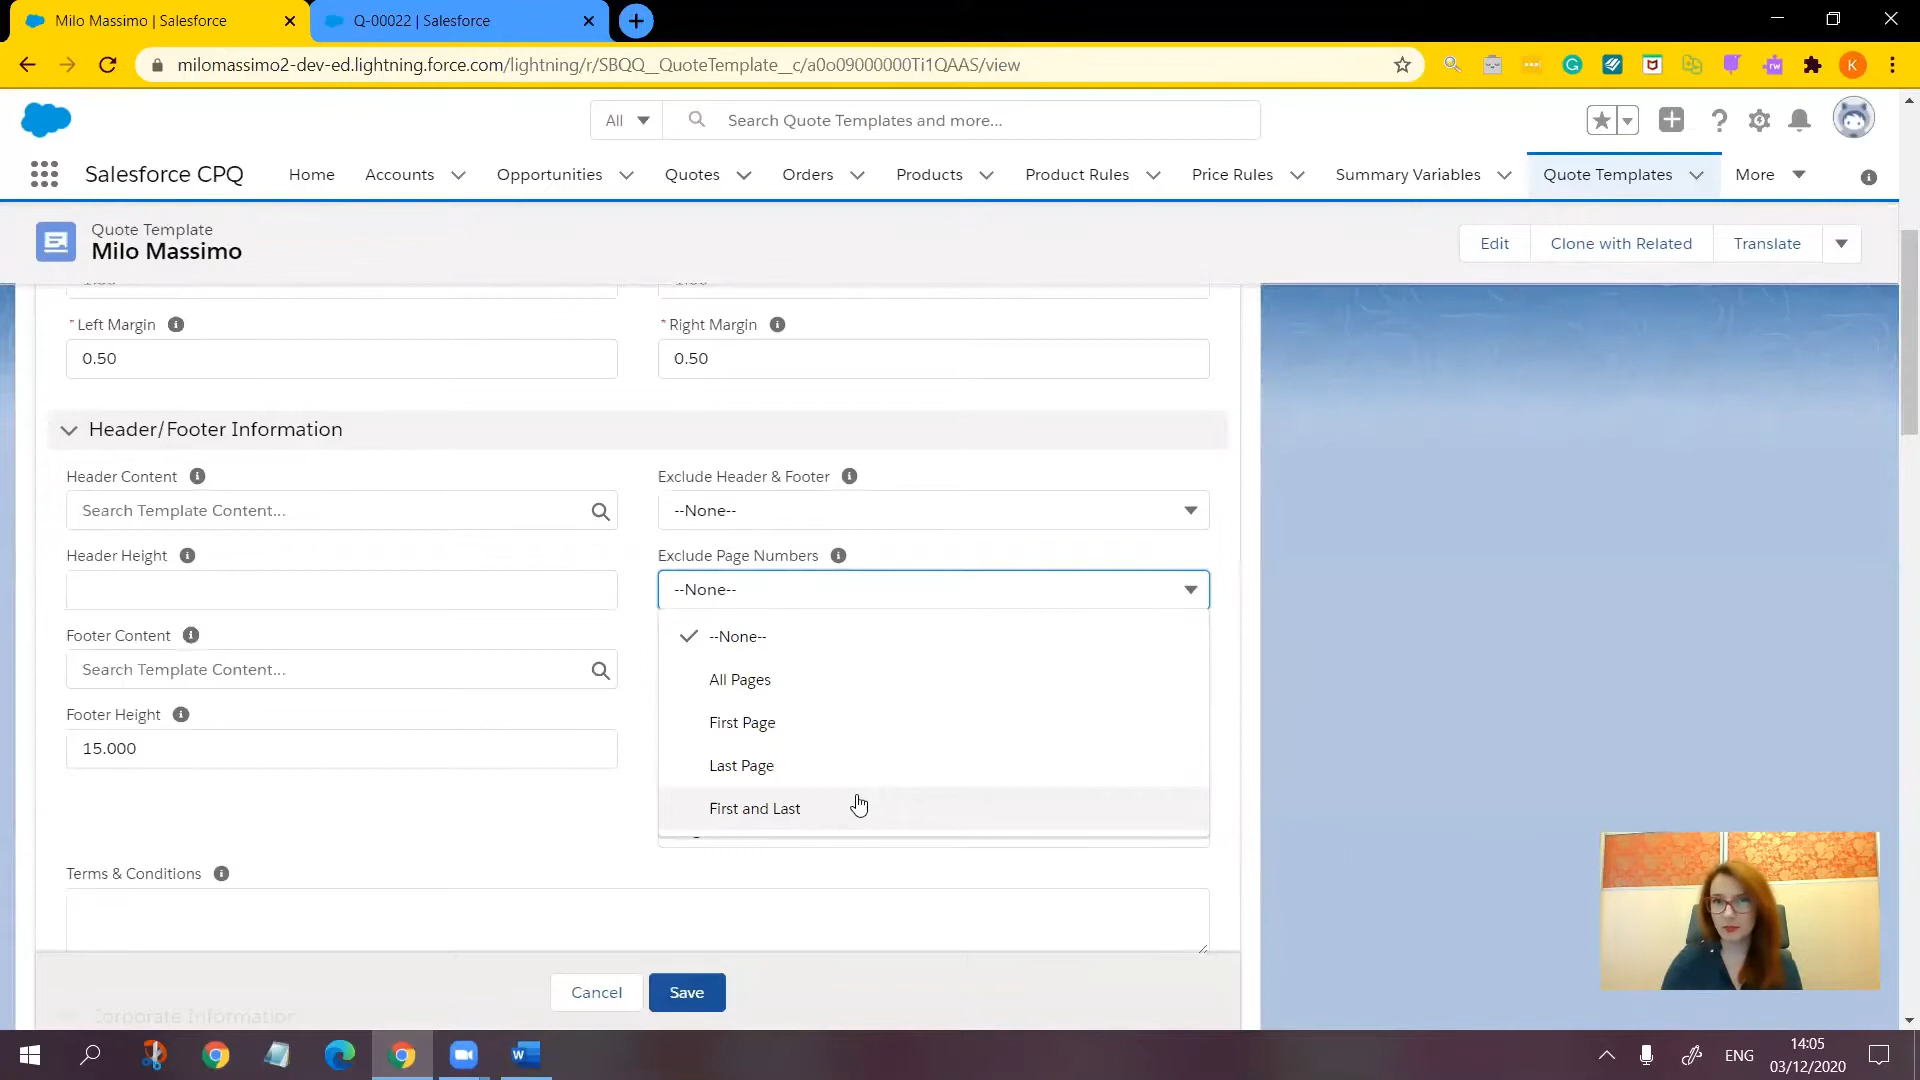 Milo Massimo | Salesforce
Q-00022 | Salesforce
milomassimo2-dev-ed.lightning.force.com/lightning/r/SBQQ__QuoteTemplate__c/a0o09000000Ti1QAAS/view
K
All
Search Quote Templates and more...
Salesforce CPQ
Home
Accounts
Opportunities
Quotes
Orders
Products
Product Rules
Price Rules
Summary Variables
Quote Templates
More
Quote Template
Milo Massimo
Edit
Clone with Related
Translate
* Left Margin
* Right Margin
0.50
0.50
Header/Footer Information
Header Content
Exclude Header & Footer
Search Template Content...
--None--
Header Height
Exclude Page Numbers
--None--
Footer Content
--None--
Search Template Content...
All Pages
Footer Height
First Page
15.000
Last Page
First and Last
Terms & Conditions
Cancel
Save
Corporate Information
14:05
ENG
03/12/2020